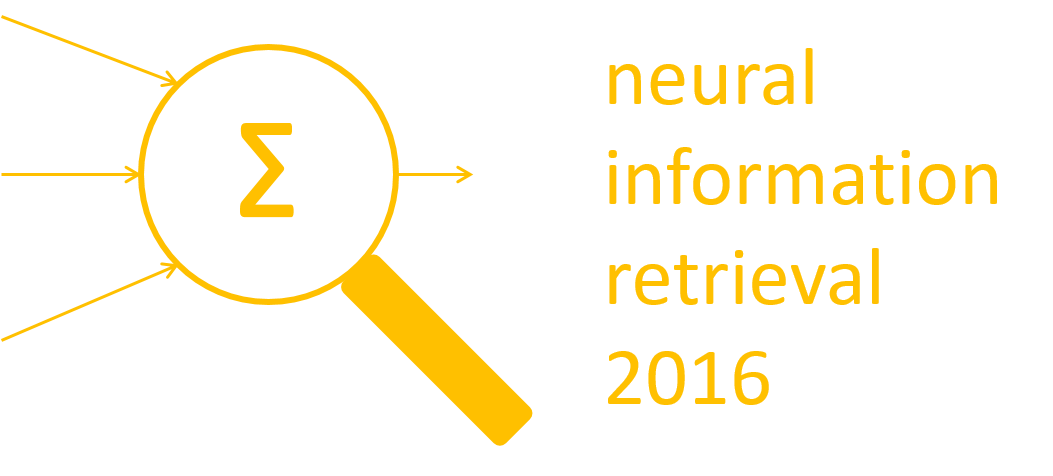 Σ
neural
information
retrieval
2016